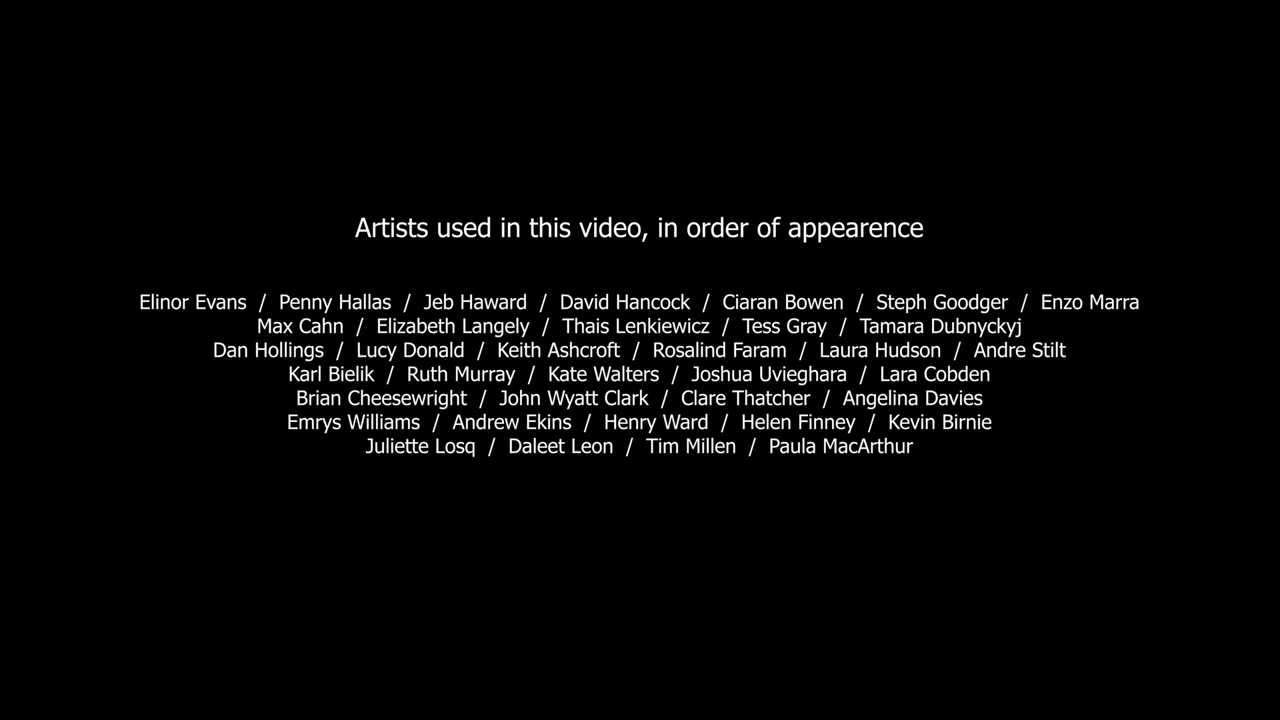 Artists used in this video, in order of appearence
Elinor Evans / Penny Hallas / Jeb Haward / David Hancock / Ciaran Bowen / Steph Goodger / Enzo Marra
Max Cahn / Elizabeth Langely / Thais Lenkiewicz / Tess Gray / Tamara Dubnyckyj
Dan Hollings / Lucy Donald / Keith Ashcroft / Rosalind Faram / Laura Hudson / Andre Stilt
Karl Bielik / Ruth Murray / Kate Walters / Joshua Uvieghara / Lara Cobden
Brian Cheesewright / John Wyatt Clark / Clare Thatcher / Angelina Davies
Emrys Williams / Andrew Ekins / Henry Ward / Helen Finney / Kevin Birnie
Juliette Losq / Daleet Leon / Tim Millen / Paula MacArthur